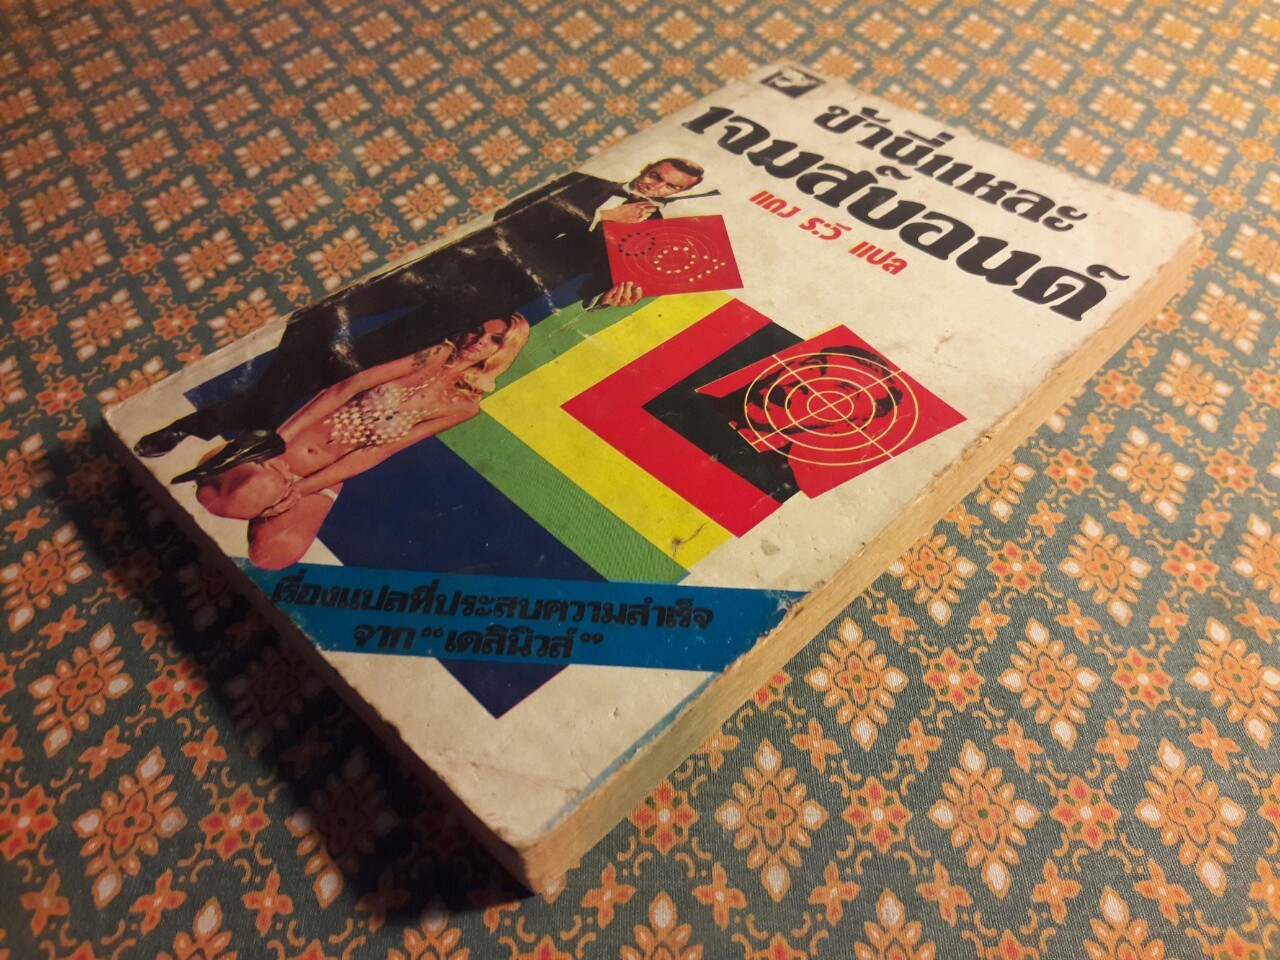 ข้านี่แหละ
เจมส์บอนด์
แดง ระวี แปล
เรื่องแปลที่ประสบความสำเร็จ
จาก "เดลินิวส์"